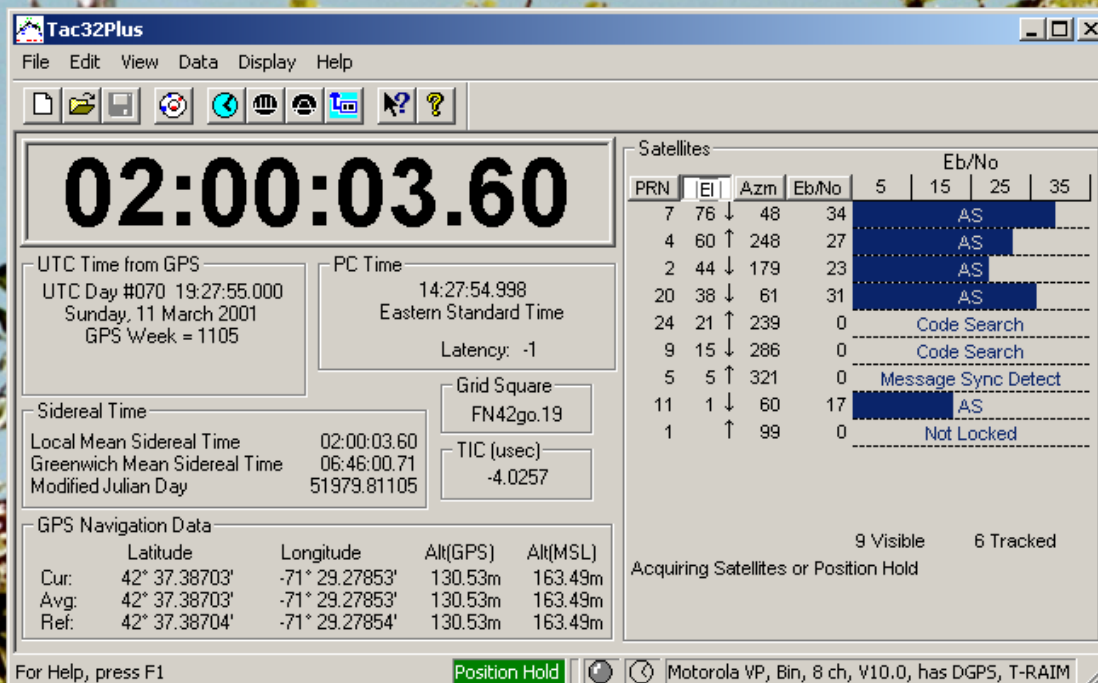 Tac32Plus
File Edit View Data Display Help
02:00:03.60
UTC Time from GPS
UTC Day #070 19:27:55.000
Sunday, 11 March 2001
GPS Week = 1105
PC Time
14:27:54.998
Eastern Standard Time
Latency: -1
Grid Square
FN42go.19
Sidereal Time
Local Mean Sidereal Time 02:00:03.60
Greenwich Mean Sidereal Time 06:46:00.71
Modified Julian Day 51979.81105
TIC (usec)
-4.0257
GPS Navigation Data
Latitude Longitude Alt(GPS) Alt(MSL)
Cur: 42° 37.38703' -71° 29.27853' 130.53m 163.49m
Avg: 42° 37.38703' -71° 29.27853' 130.53m 163.49m
Ref: 42° 37.38704' -71° 29.27854' 130.53m 163.49m
Satellites
Eb/No
PRN |El| Azm Eb/No 5 15 25 35
7 76 ↓ 48 34 AS
4 60 ↑ 248 27 AS
2 44 ↓ 179 23 AS
20 38 ↓ 61 31 AS
24 21 ↑ 239 0 Code Search
9 15 ↓ 286 0 Code Search
5 5 ↑ 321 0 Message Sync Detect
11 1 ↓ 60 17 AS
1 ↑ 99 0 Not Locked
9 Visible 6 Tracked
Acquiring Satellites or Position Hold
For Help, press F1 Position Hold Motorola VP, Bin, 8 ch, V10.0, has DGPS, T-RAIM